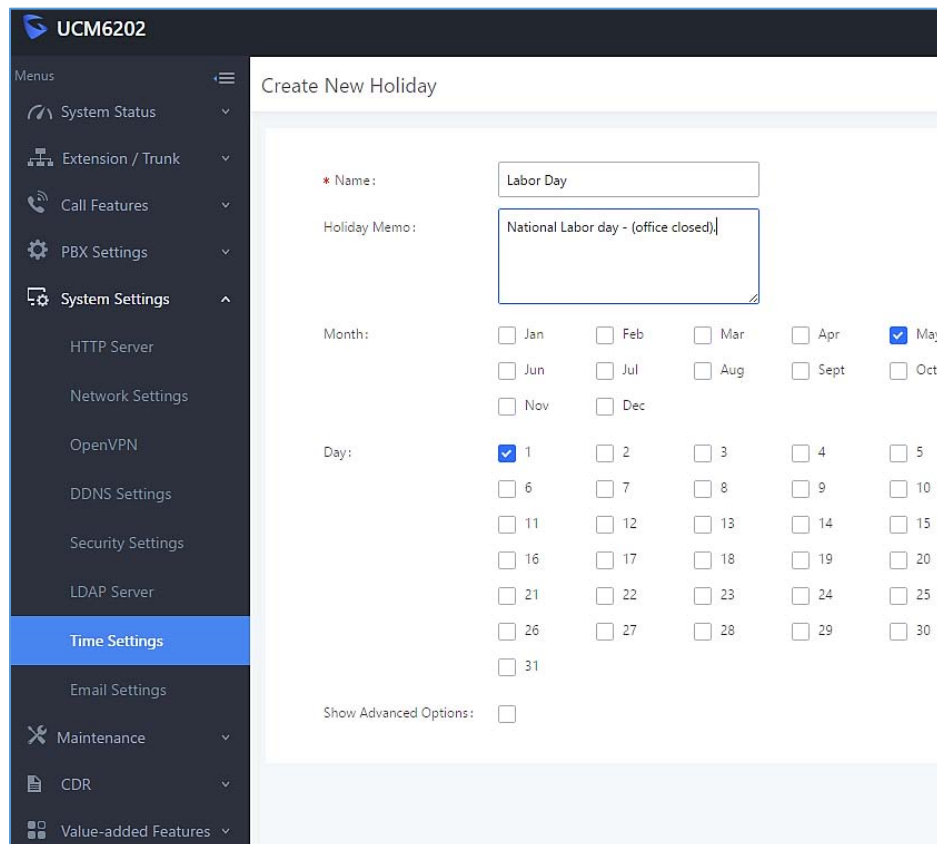 UCM6202
Menus
System Status
Extension / Trunk
Call Features
PBX Settings
System Settings
HTTP Server
Network Settings
OpenVPN
DDNS Settings
Security Settings
LDAP Server
Time Settings
Email Settings
Maintenance
CDR
Value-added Features
Create New Holiday
* Name: Labor Day
Holiday Memo: National Labor day - (office closed).
Month: Jan Feb Mar Apr May
Jun Jul Aug Sept Oct
Nov Dec
Day: 1 2 3 4 5
6 7 8 9 10
11 12 13 14 15
16 17 18 19 20
21 22 23 24 25
26 27 28 29 30
31
Show Advanced Options: